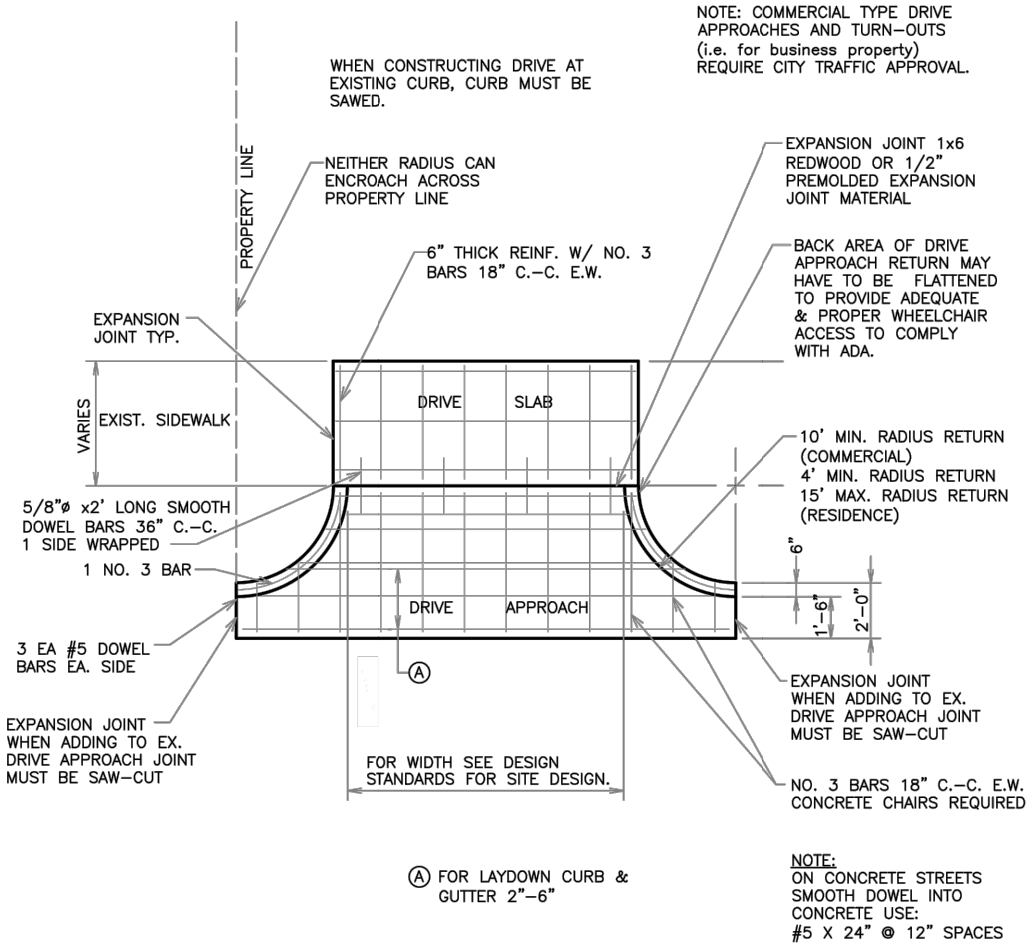 NOTE: COMMERCIAL TYPE DRIVE
APPROACHES AND TURN-OUTS
(i.e. for business property)
REQUIRE CITY TRAFFIC APPROVAL.
WHEN CONSTRUCTING DRIVE AT
EXISTING CURB, CURB MUST BE
SAWED.
PROPERTY LINE
NEITHER RADIUS CAN
ENCROACH ACROSS
PROPERTY LINE
EXPANSION JOINT 1x6
REDWOOD OR 1/2"
PREMOLDED EXPANSION
JOINT MATERIAL
6" THICK REINF. W/ NO. 3
BARS 18" C.-C. E.W.
BACK AREA OF DRIVE
APPROACH RETURN MAY
HAVE TO BE FLATTENED
TO PROVIDE ADEQUATE
& PROPER WHEELCHAIR
ACCESS TO COMPLY
WITH ADA.
EXPANSION
JOINT TYP.
VARIES
EXIST. SIDEWALK
DRIVE SLAB
10' MIN. RADIUS RETURN
(COMMERCIAL)
4' MIN. RADIUS RETURN
15' MAX. RADIUS RETURN
(RESIDENCE)
5/8"ø x2' LONG SMOOTH
DOWEL BARS 36" C.-C.
1 SIDE WRAPPED
1 NO. 3 BAR
6"
1'-6"
2'-0"
DRIVE APPROACH
3 EA #5 DOWEL
BARS EA. SIDE
A
EXPANSION JOINT
WHEN ADDING TO EX.
DRIVE APPROACH JOINT
MUST BE SAW-CUT
EXPANSION JOINT
WHEN ADDING TO EX.
DRIVE APPROACH JOINT
MUST BE SAW-CUT
FOR WIDTH SEE DESIGN
STANDARDS FOR SITE DESIGN.
NO. 3 BARS 18" C.-C. E.W.
CONCRETE CHAIRS REQUIRED
A FOR LAYDOWN CURB &
GUTTER 2"-6"
NOTE:
ON CONCRETE STREETS
SMOOTH DOWEL INTO
CONCRETE USE:
#5 X 24" @ 12" SPACES